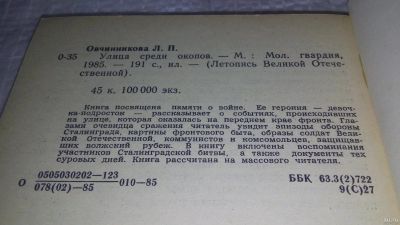 Овчинникова Л. П.
0-35 Улица среди окопов. — М. : Мол. гвардия,
1985. — 191 с., ил. — (Летопись Великой Отече-
ственной).
45 к. 100 000 экз.
Книга посвящена памяти о войне. Ее героиня — девоч-
ка-подросток — рассказывает о событиях, происходивших
на улице, которая оказалась на переднем крае фронта. Гла-
зами очевидца сражения читатель увидит эпизоды обороны
Сталинграда, картины фронтового быта, образы солдат Великой
Отечественной, коммунистов и комсомольцев, защищав-
ших волжский рубеж. В книгу включены воспоминания
участников Сталинградской битвы, а также документы тех
суровых дней. Книга рассчитана на массового читателя.
О 0505030202—123
078(02)—85 010—85
ББК 63.3(2)722
9(С)27